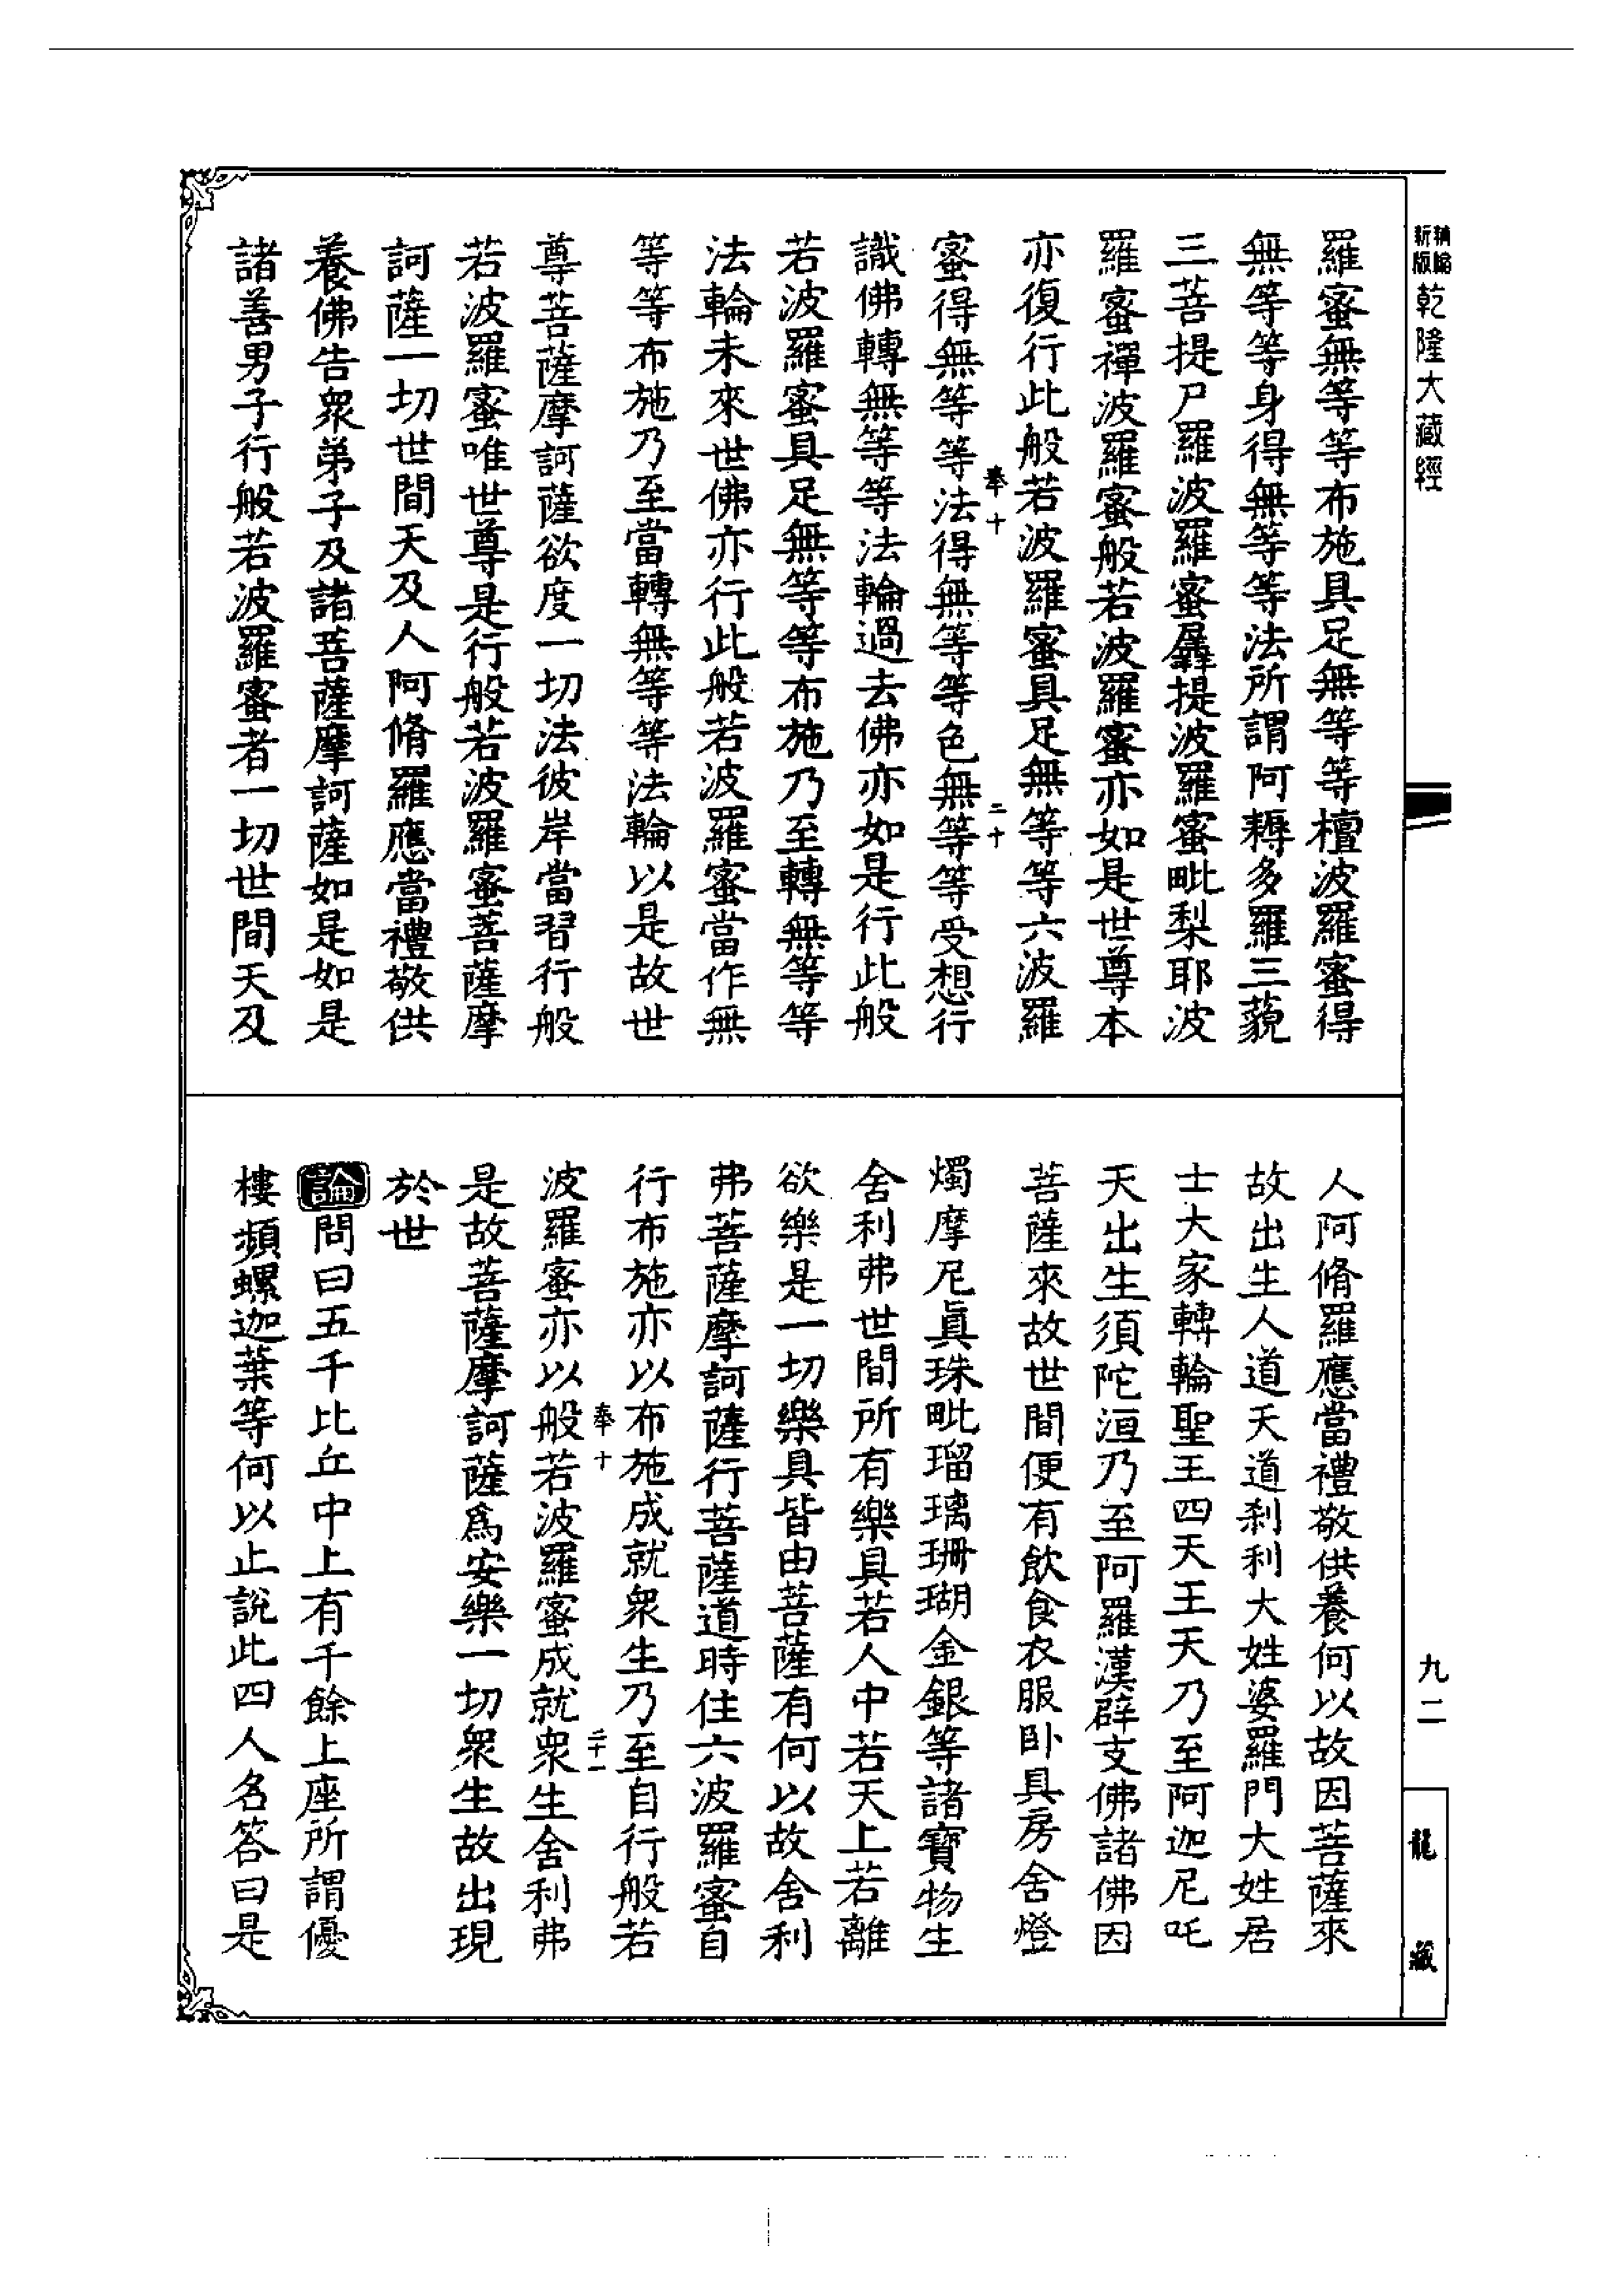 新編縮版乾隆大藏經
羅蜜無等等布施具足無等等檀波羅蜜得
無等等身得無等等法所謂阿耨多羅三藐
三菩提尸羅波羅蜜羼提波羅蜜毗梨耶波
羅蜜禪波羅蜜般若波羅蜜亦如是世尊本
亦復行此般若波羅蜜具足無等等六波羅
奉十 二十
蜜得無等等法得無等等色無等等受想行
識佛轉無等等法輪過去佛亦如是行此般
若波羅蜜具足無等等布施乃至轉無等等
法輪未來世佛亦行此般若波羅蜜當作無
等等布施乃至當轉無等等法輪以是故世
尊菩薩摩訶薩欲度一切法彼岸當習行般
若波羅蜜唯世尊是行般若波羅蜜菩薩摩
訶薩一切世間天及人阿脩羅應當禮敬供
養佛告衆弟子及諸菩薩摩訶薩如是如是
諸善男子行般若波羅蜜者一切世間天及
人阿脩羅應當禮敬供養何以故因菩薩來
故出生人道天道刹利大姓婆羅門大姓居
士大家轉輪聖王四天王天乃至阿迦尼吒
天出生須陀洹乃至阿羅漢辟支佛諸佛因
菩薩來故世間便有飲食衣服卧具房舍燈
燭摩尼眞珠毗瑠璃珊瑚金銀等諸寶物生
舍利弗世間所有樂具若人中若天上若離
欲樂是一切樂具皆由菩薩有何以故舍利
弗菩薩摩訶薩行菩薩道時住六波羅蜜自
行布施亦以布施成就衆生乃至自行般若
奉十 二十一
波羅蜜亦以般若波羅蜜成就衆生舍利弗
是故菩薩摩訶薩爲安樂一切衆生故出現
於世
論問曰五千比丘中上有千餘上座所謂優
樓頻螺迦葉等何以止說此四人名答曰是
九二
龍藏